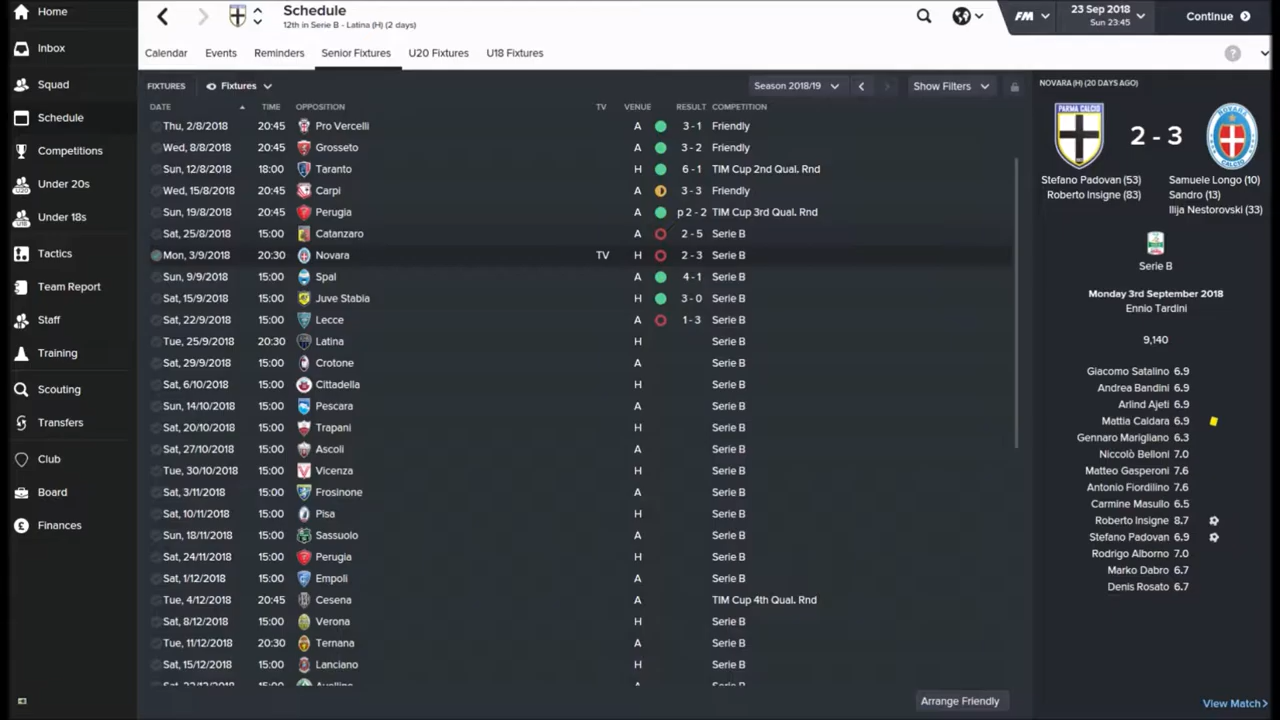 Home
Inbox
Squad
Schedule
Competitions
Under 20s
Under 18s
Tactics
Team Report
Staff
Training
Scouting
Transfers
Club
Board
Finances
Schedule
12th in Serie B - Latina (H) (2 days)
FM
23 Sep 2018
Sun 23:45
Continue
Calendar Events Reminders Senior Fixtures U20 Fixtures U18 Fixtures
FIXTURES Fixtures Season 2018/19 Show Filters
DATE TIME OPPOSITION TV VENUE RESULT COMPETITION
Thu, 2/8/2018 20:45 Pro Vercelli A 3 - 1 Friendly
Wed, 8/8/2018 20:45 Grosseto A 3 - 2 Friendly
Sun, 12/8/2018 18:00 Taranto H 6 - 1 TIM Cup 2nd Qual. Rnd
Wed, 15/8/2018 20:45 Carpi A 3 - 3 Friendly
Sun, 19/8/2018 20:45 Perugia A p 2 - 2 TIM Cup 3rd Qual. Rnd
Sat, 25/8/2018 15:00 Catanzaro A 2 - 5 Serie B
Mon, 3/9/2018 20:30 Novara TV H 2 - 3 Serie B
Sun, 9/9/2018 15:00 Spal A 4 - 1 Serie B
Sat, 15/9/2018 15:00 Juve Stabia H 3 - 0 Serie B
Sat, 22/9/2018 15:00 Lecce A 1 - 3 Serie B
Tue, 25/9/2018 20:30 Latina H Serie B
Sat, 29/9/2018 15:00 Crotone A Serie B
Sat, 6/10/2018 15:00 Cittadella H Serie B
Sun, 14/10/2018 15:00 Pescara A Serie B
Sat, 20/10/2018 15:00 Trapani H Serie B
Sat, 27/10/2018 15:00 Ascoli A Serie B
Tue, 30/10/2018 15:00 Vicenza H Serie B
Sat, 3/11/2018 15:00 Frosinone A Serie B
Sat, 10/11/2018 15:00 Pisa H Serie B
Sun, 18/11/2018 15:00 Sassuolo A Serie B
Sat, 24/11/2018 15:00 Perugia H Serie B
Sat, 1/12/2018 15:00 Empoli A Serie B
Tue, 4/12/2018 20:45 Cesena A TIM Cup 4th Qual. Rnd
Sat, 8/12/2018 15:00 Verona H Serie B
Tue, 11/12/2018 20:30 Ternana A Serie B
Sat, 15/12/2018 15:00 Lanciano H Serie B
Arrange Friendly
NOVARA (H) (20 DAYS AGO)
PARMA CALCIO
NOVARA
CALCIO
2 - 3
Stefano Padovan (53) Samuele Longo (10)
Roberto Insigne (83) Sandro (13)
Ilija Nestorovski (33)
Serie B
Monday 3rd September 2018
Ennio Tardini
9,140
Giacomo Satalino 6.9
Andrea Bandini 6.9
Arlind Ajeti 6.9
Mattia Caldara 6.9
Gennaro Marigliano 6.3
Niccolò Belloni 7.0
Matteo Gasperoni 7.6
Antonio Fiordilino 7.6
Carmine Masullo 6.5
Roberto Insigne 8.7
Stefano Padovan 6.9
Rodrigo Alborno 7.0
Marko Dabro 6.7
Denis Rosato 6.7
View Match>